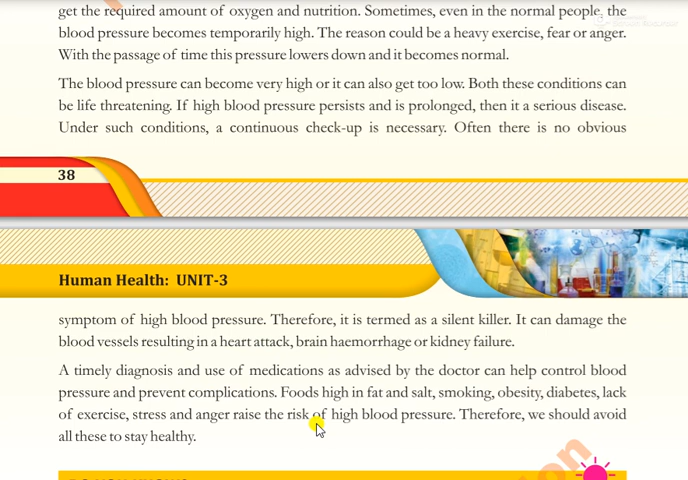 get the required amount of oxygen and nutrition. Sometimes, even in the normal people, the
blood pressure becomes temporarily high. The reason could be a heavy exercise, fear or anger.
With the passage of time this pressure lowers down and it becomes normal.
The blood pressure can become very high or it can also get too low. Both these conditions can
be life threatening. If high blood pressure persists and is prolonged, then it a serious disease.
Under such conditions, a continuous check-up is necessary. Often there is no obvious
38
Human Health: UNIT-3
symptom of high blood pressure. Therefore, it is termed as a silent killer. It can damage the
blood vessels resulting in a heart attack, brain haemorrhage or kidney failure.
A timely diagnosis and use of medications as advised by the doctor can help control blood
pressure and prevent complications. Foods high in fat and salt, smoking, obesity, diabetes, lack
of exercise, stress and anger raise the risk of high blood pressure. Therefore, we should avoid
all these to stay healthy.